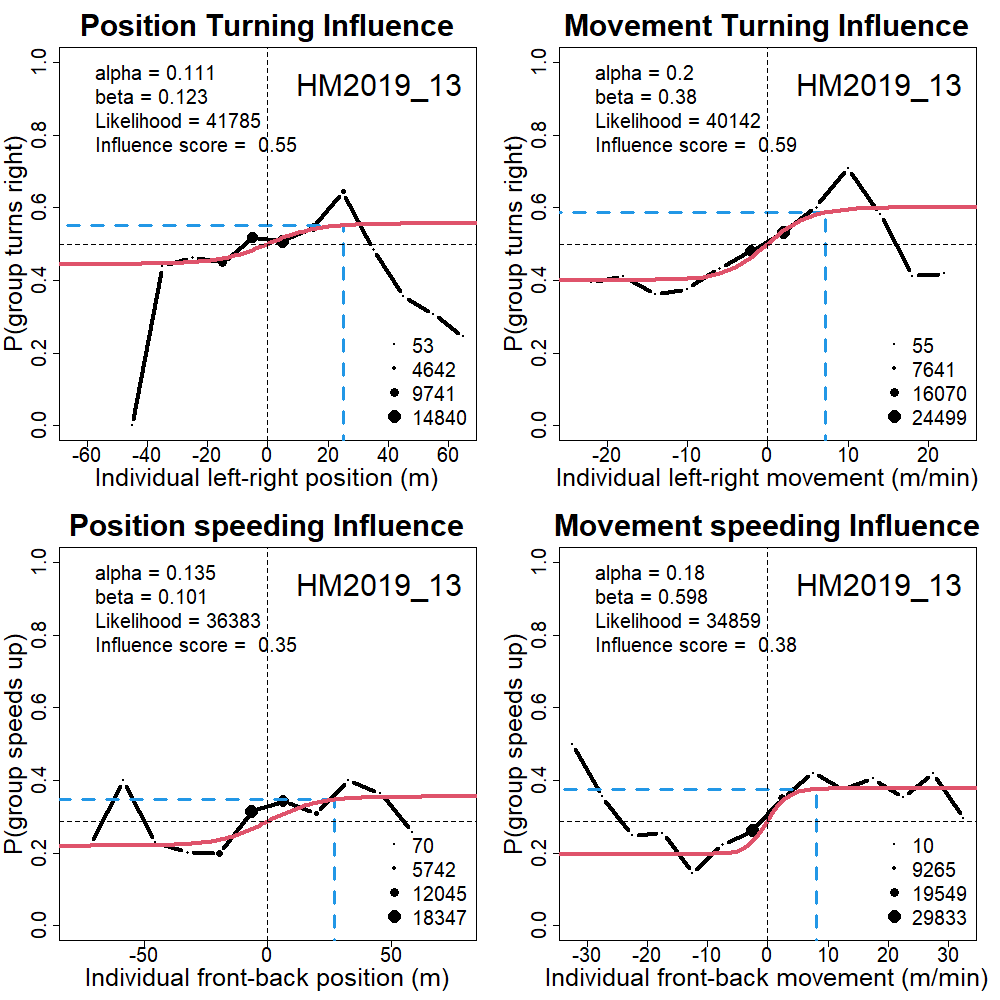 Position Turning Influence
alpha = 0.111
beta = 0.123
Likelihood = 41785
Influence score = 0.55
HM2019_13
P(group turns right)
0.0 0.2 0.4 0.6 0.8 1.0
53
4642
9741
14840
-60 -40 -20 0 20 40 60
Individual left-right position (m)
Movement Turning Influence
alpha = 0.2
beta = 0.38
Likelihood = 40142
Influence score = 0.59
HM2019_13
P(group turns right)
0.0 0.2 0.4 0.6 0.8 1.0
55
7641
16070
24499
-20 -10 0 10 20
Individual left-right movement (m/min)
Position speeding Influence
alpha = 0.135
beta = 0.101
Likelihood = 36383
Influence score = 0.35
HM2019_13
P(group speeds up)
0.0 0.2 0.4 0.6 0.8 1.0
70
5742
12045
18347
-50 0 50
Individual front-back position (m)
Movement speeding Influence
alpha = 0.18
beta = 0.598
Likelihood = 34859
Influence score = 0.38
HM2019_13
P(group speeds up)
0.0 0.2 0.4 0.6 0.8 1.0
10
9265
19549
29833
-30 -20 -10 0 10 20 30
Individual front-back movement (m/min)